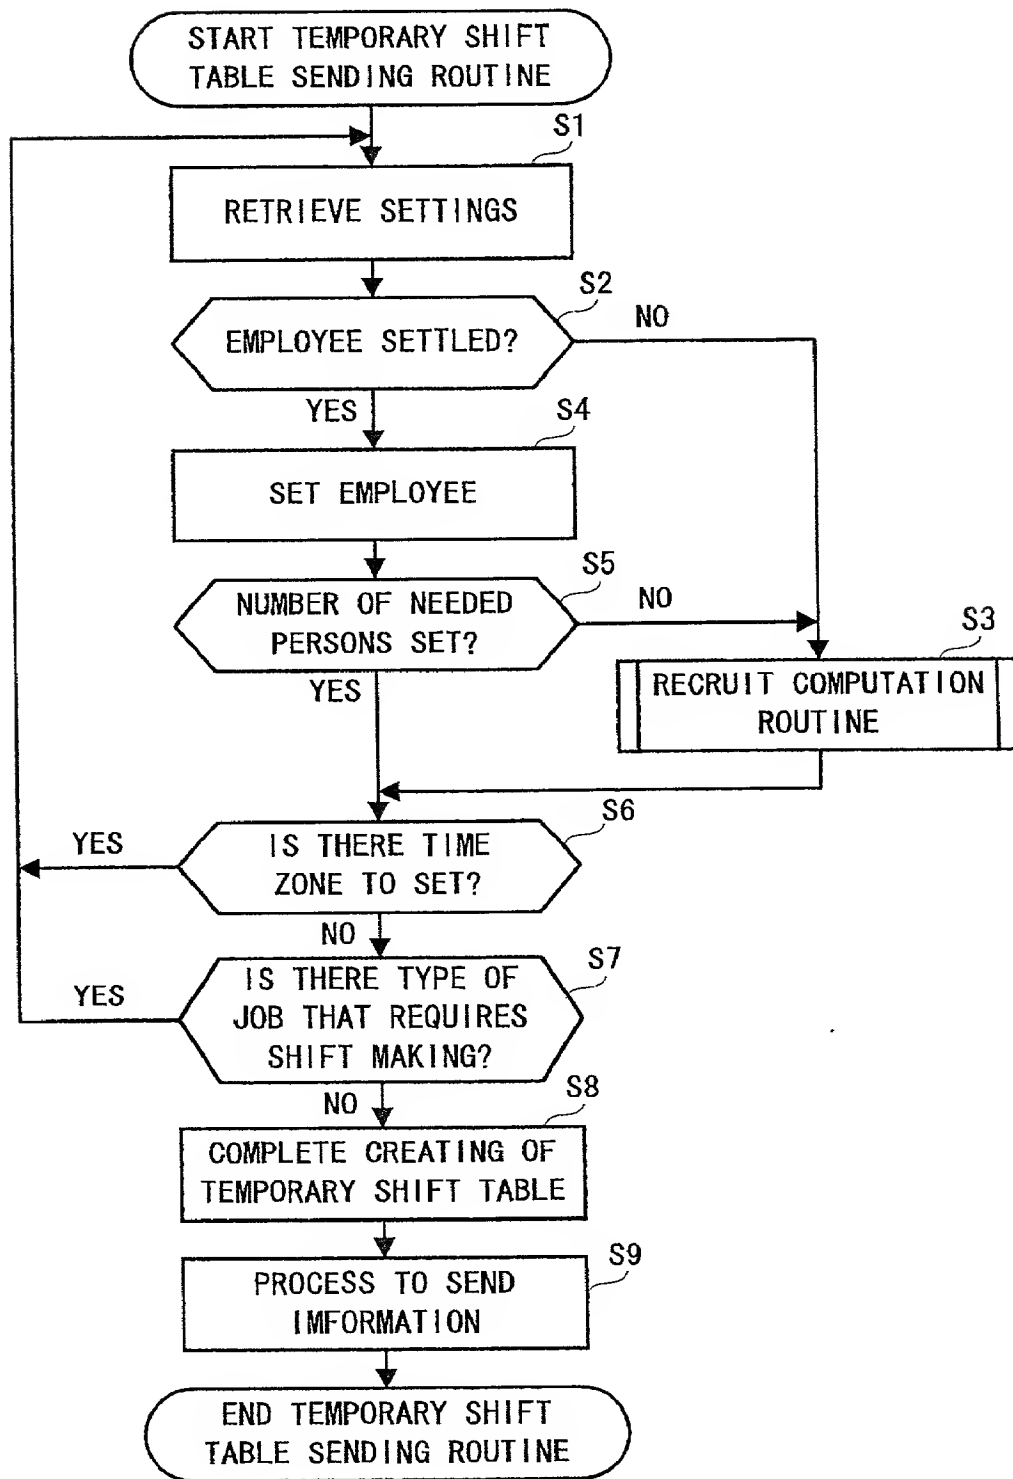 START TEMPORARY SHIFT
TABLE SENDING ROUTINE
S1
RETRIEVE SETTINGS
S2
EMPLOYEE SETTLED?
NO
YES
S4
SET EMPLOYEE
S5
NUMBER OF NEEDED
PERSONS SET?
NO
YES
S3
RECRUIT COMPUTATION
ROUTINE
S6
IS THERE TIME
ZONE TO SET?
YES
NO
S7
IS THERE TYPE OF
JOB THAT REQUIRES
SHIFT MAKING?
YES
NO
S8
COMPLETE CREATING OF
TEMPORARY SHIFT TABLE
S9
PROCESS TO SEND
IMFORMATION
END TEMPORARY SHIFT
TABLE SENDING ROUTINE